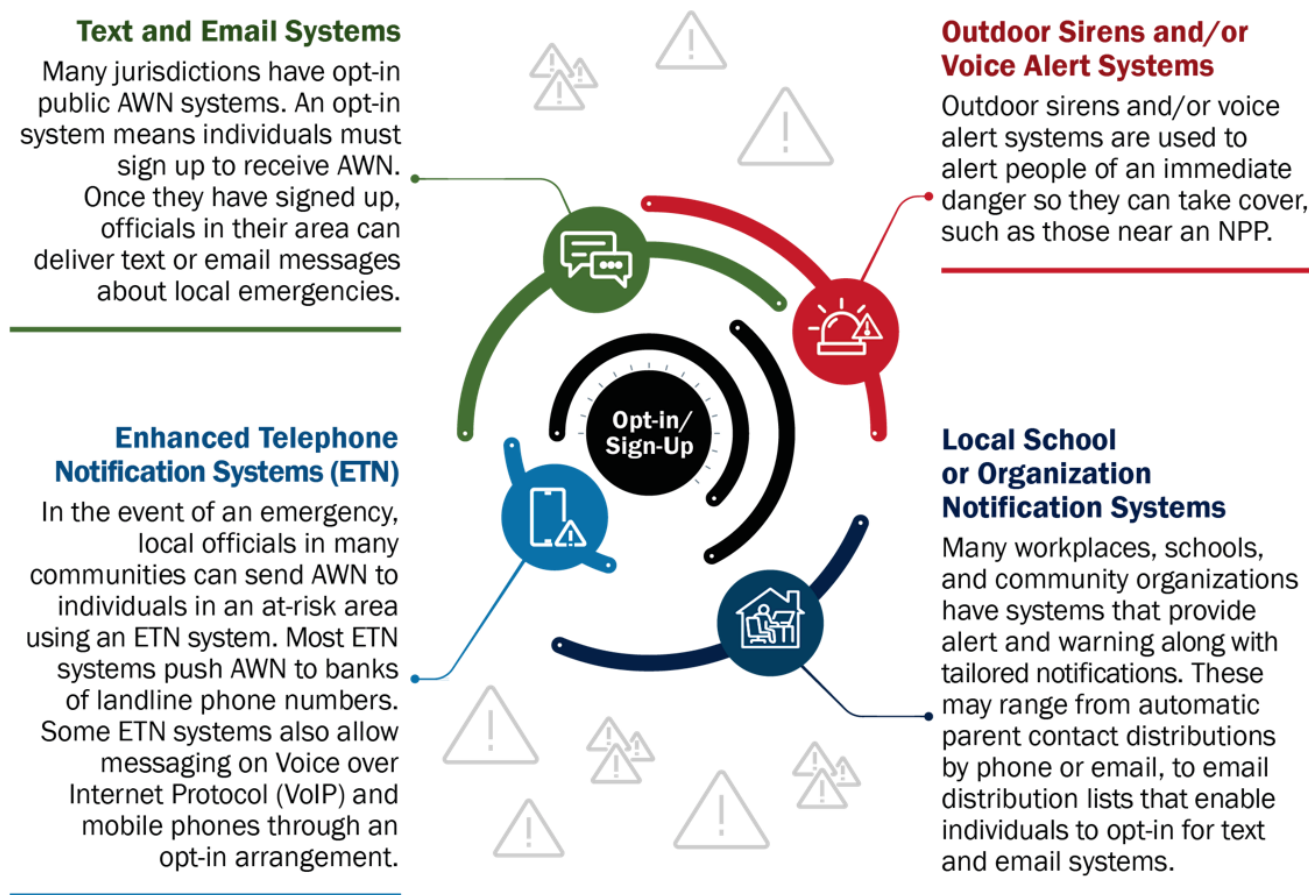 Text and Email Systems
Many jurisdictions have opt-in
public AWN systems. An opt-in
system means individuals must
sign up to receive AWN.
Once they have signed up,
officials in their area can
deliver text or email messages
about local emergencies.
Outdoor Sirens and/or
Voice Alert Systems
Outdoor sirens and/or voice
alert systems are used to
alert people of an immediate
danger so they can take cover,
such as those near an NPP.
Opt-in/
Sign-Up
Enhanced Telephone
Notification Systems (ETN)
In the event of an emergency,
local officials in many
communities can send AWN to
individuals in an at-risk area
using an ETN system. Most ETN
systems push AWN to banks
of landline phone numbers.
Some ETN systems also allow
messaging on Voice over
Internet Protocol (VoIP) and
mobile phones through an
opt-in arrangement.
Local School
or Organization
Notification Systems
Many workplaces, schools,
and community organizations
have systems that provide
alert and warning along with
tailored notifications. These
may range from automatic
parent contact distributions
by phone or email, to email
distribution lists that enable
individuals to opt-in for text
and email systems.